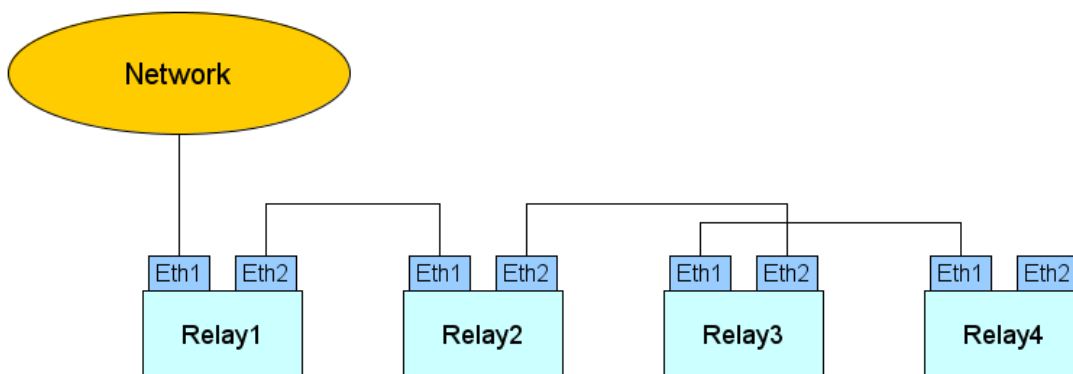 Network
Eth1 Eth2 Eth1 Eth2 Eth1 Eth2 Eth1 Eth2
Relay1 Relay2 Relay3 Relay4